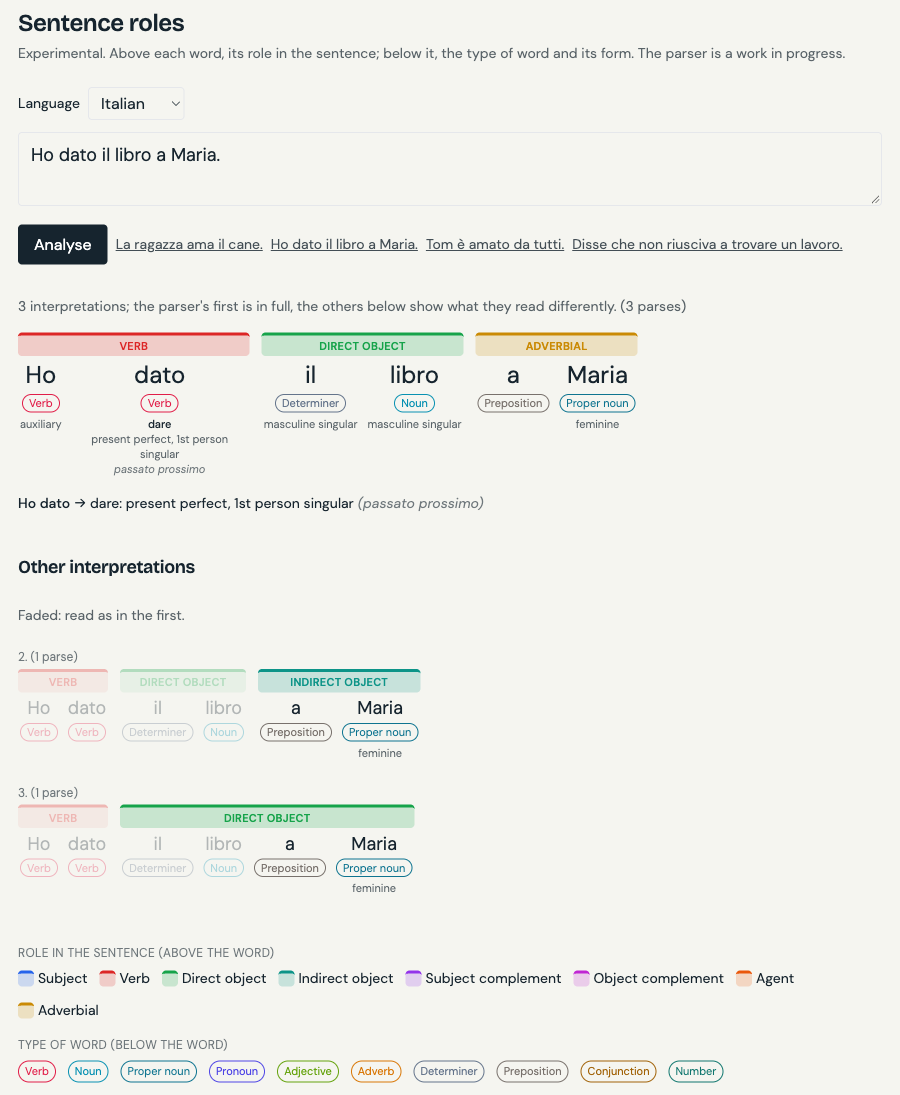 Sentence roles
Experimental. Above each word, its role in the sentence; below it, the type of word and its form. The parser is a work in progress.
Language Italian
Ho dato il libro a Maria.
Analyse La ragazza ama il cane. Ho dato il libro a Maria. Tom è amato da tutti. Disse che non riusciva a trovare un lavoro.
3 interpretations; the parser's first is in full, the others below show what they read differently. (3 parses)
VERB DIRECT OBJECT ADVERBIAL
Ho dato il libro a Maria
Verb Verb Determiner Noun Preposition Proper noun
auxiliary dare masculine singular masculine singular feminine
present perfect, 1st person
singular
passato prossimo
Ho dato → dare: present perfect, 1st person singular (passato prossimo)
Other interpretations
Faded: read as in the first.
2. (1 parse)
VERB DIRECT OBJECT INDIRECT OBJECT
Ho dato il libro a Maria
Verb Verb Determiner Noun Preposition Proper noun
feminine
3. (1 parse)
VERB DIRECT OBJECT
Ho dato il libro a Maria
Verb Verb Determiner Noun Preposition Proper noun
feminine
ROLE IN THE SENTENCE (ABOVE THE WORD)
Subject Verb Direct object Indirect object Subject complement Object complement Agent
Adverbial
TYPE OF WORD (BELOW THE WORD)
Verb Noun Proper noun Pronoun Adjective Adverb Determiner Preposition Conjunction Number